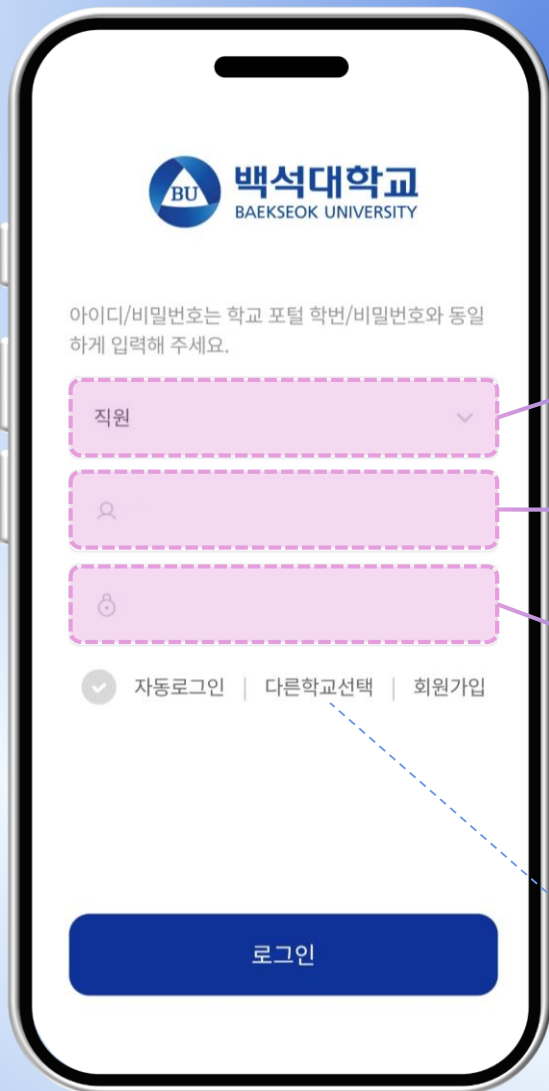 BU
백석대학교
BAEKSEOK UNIVERSITY
아이디/비밀번호는 학교 포털 학번/비밀번호와 동일
하게 입력해 주세요.
직원
자동로그인 | 다른학교선택 | 회원가입
로그인